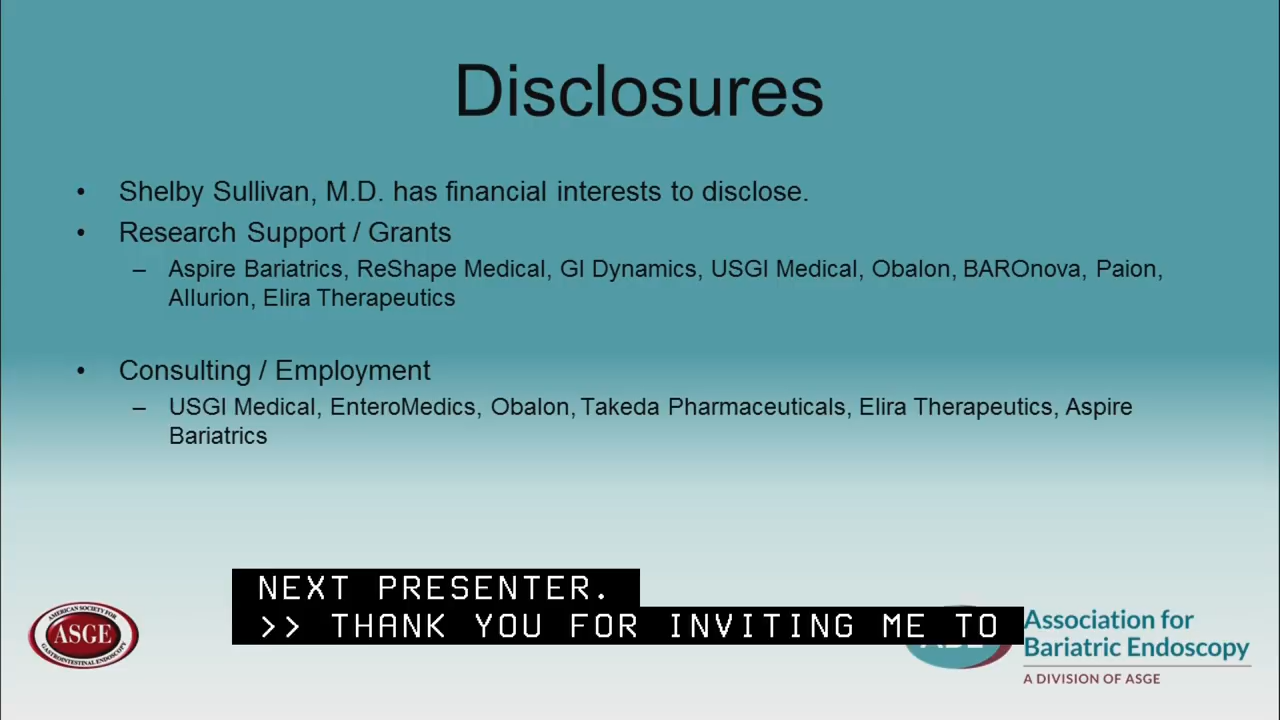 Disclosures
• Shelby Sullivan, M.D. has financial interests to disclose.
• Research Support / Grants
– Aspire Bariatrics, ReShape Medical, GI Dynamics, USGI Medical, Obalon, BAROnova, Paion,
Allurion, Elira Therapeutics
• Consulting / Employment
– USGI Medical, EnteroMedics, Obalon, Takeda Pharmaceuticals, Elira Therapeutics, Aspire
Bariatrics
NEXT PRESENTER.
>> THANK YOU FOR INVITING ME TO
AMERICAN SOCIETY FOR
ASGE
GASTROINTESTINAL ENDOSCOPY
Association for
Bariatric Endoscopy
A DIVISION OF ASGE